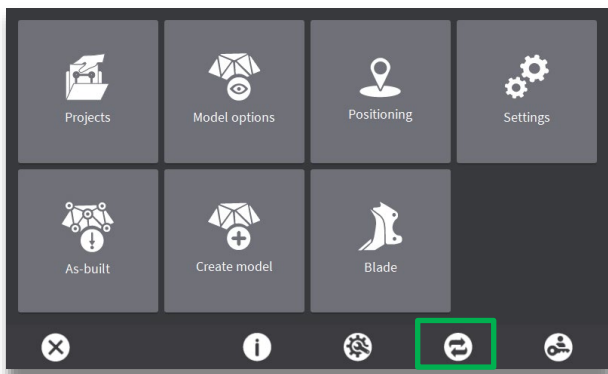 Projects
Model options
Positioning
Settings
As-built
Create model
Blade